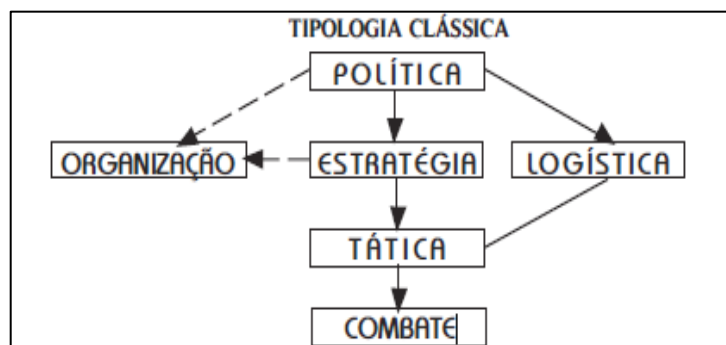 TIPOLOGIA CLÁSSICA
POLÍTICA
ORGANIZAÇÃO ESTRATÉGIA LOGÍSTICA
TÁTICA
COMBATE